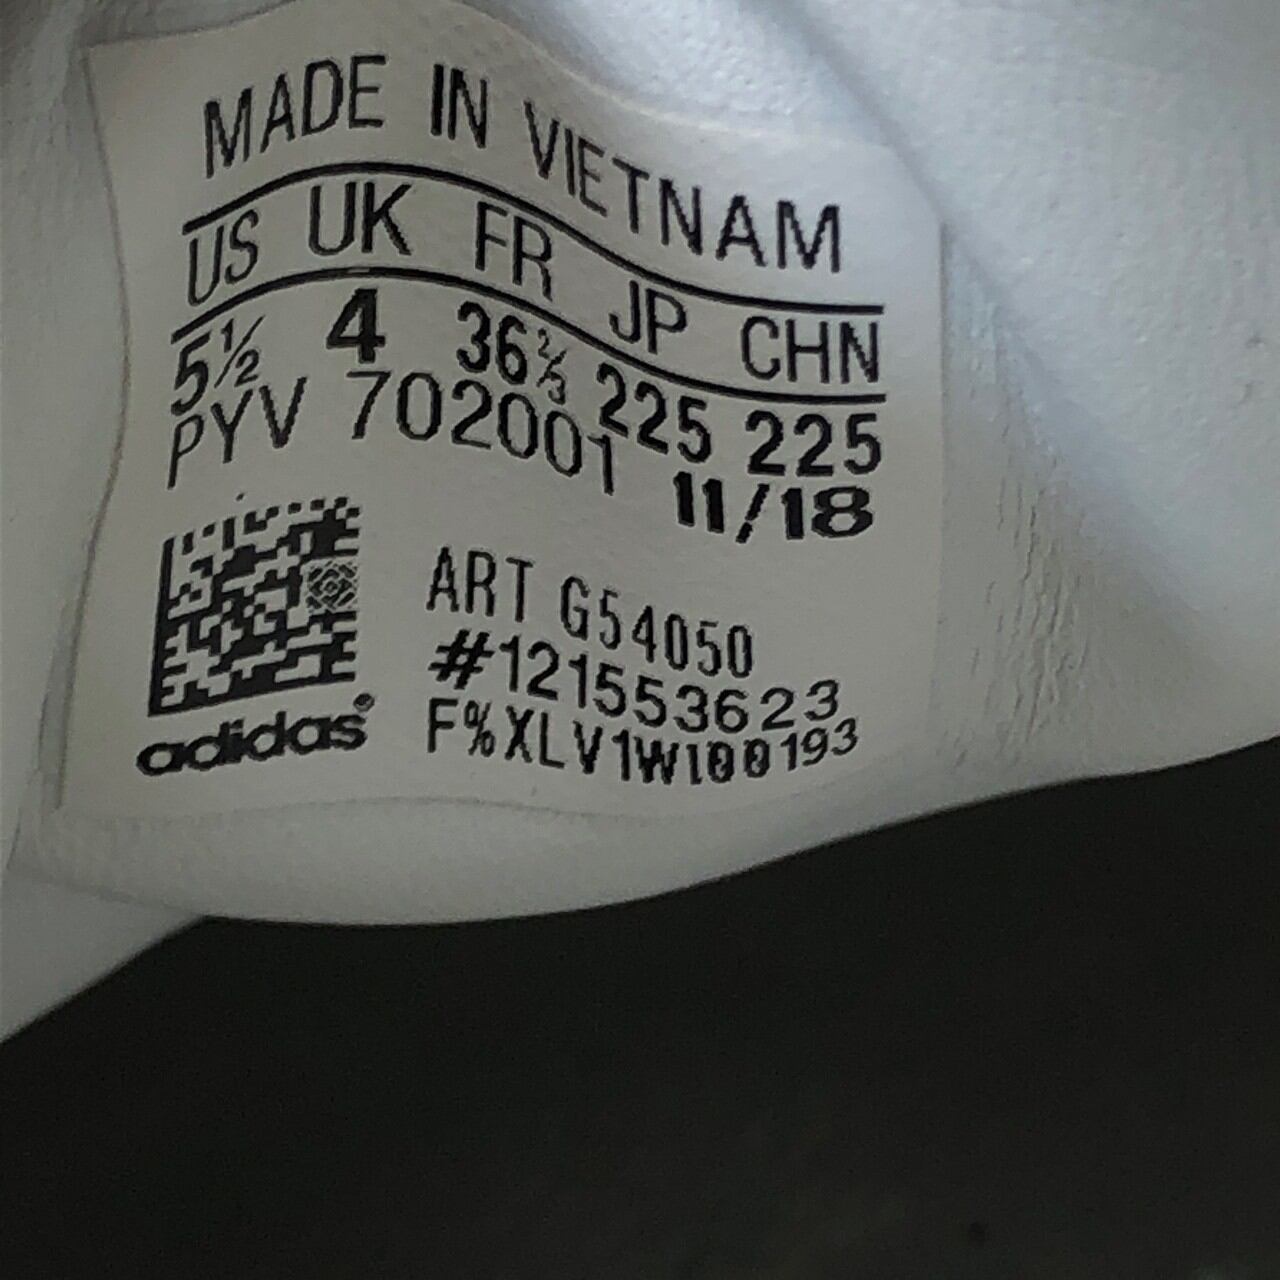 MADE IN VIETNAM
US UK FR JP CHN
5½ 4 36⅔ 225 225
PYV 702001 11/18
ART G54050
#121553623
F%XLV1W100193
adidas®